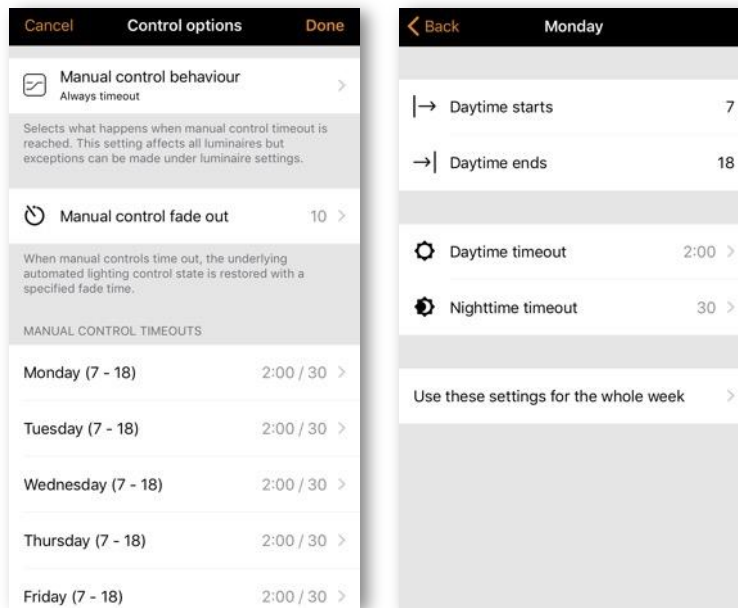 Cancel Control options Done
Manual control behaviour
Always timeout
Selects what happens when manual control timeout is
reached. This setting affects all luminaires but
exceptions can be made under luminaire settings.
Manual control fade out 10
When manual controls time out, the underlying
automated lighting control state is restored with a
specified fade time.
MANUAL CONTROL TIMEOUTS
Monday (7 - 18) 2:00 / 30
Tuesday (7 - 18) 2:00 / 30
Wednesday (7 - 18) 2:00 / 30
Thursday (7 - 18) 2:00 / 30
Friday (7 - 18) 2:00 / 30
Back Monday
Daytime starts 7
Daytime ends 18
Daytime timeout 2:00
Nighttime timeout 30
Use these settings for the whole week